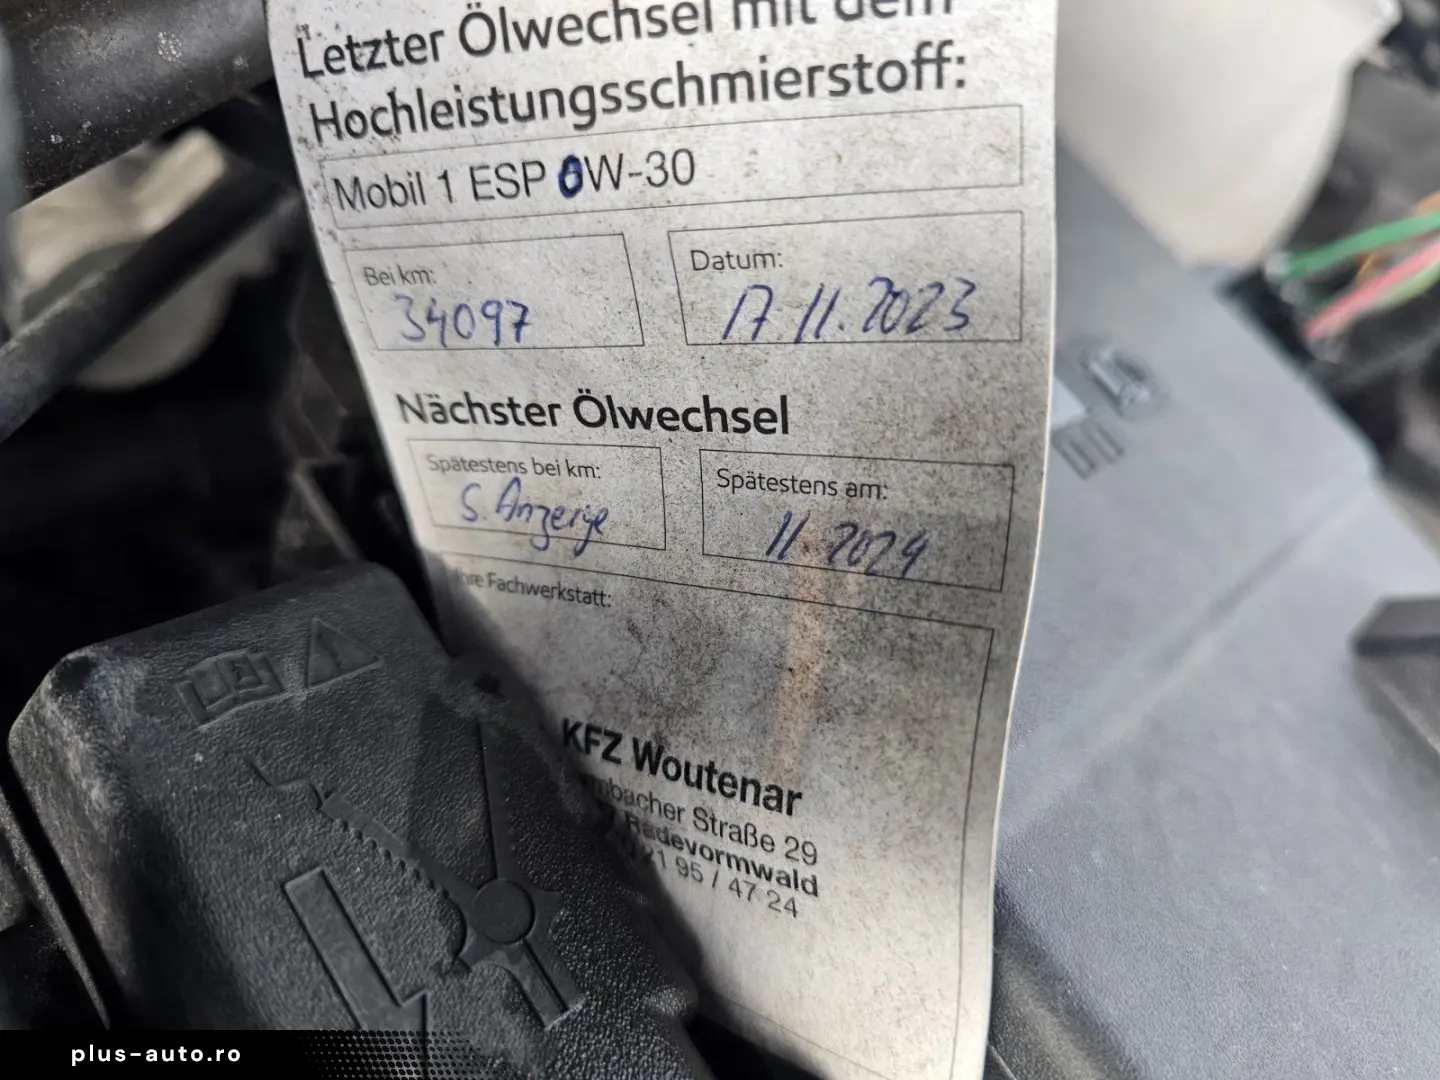 Letzter Ölwechsel mit dem
Hochleistungsschmierstoff:
Mobil 1 ESP 0W-30
Bei km:
34097
Datum:
17 11.2023
Nächster Ölwechsel
Spätestens bei km:
S. Anzeige
Spätestens am:
11 2024
Fachwerkstatt:
KFZ Woutenar
Straße 29
Radevormwald
21 95 / 47 24
plus-auto.ro